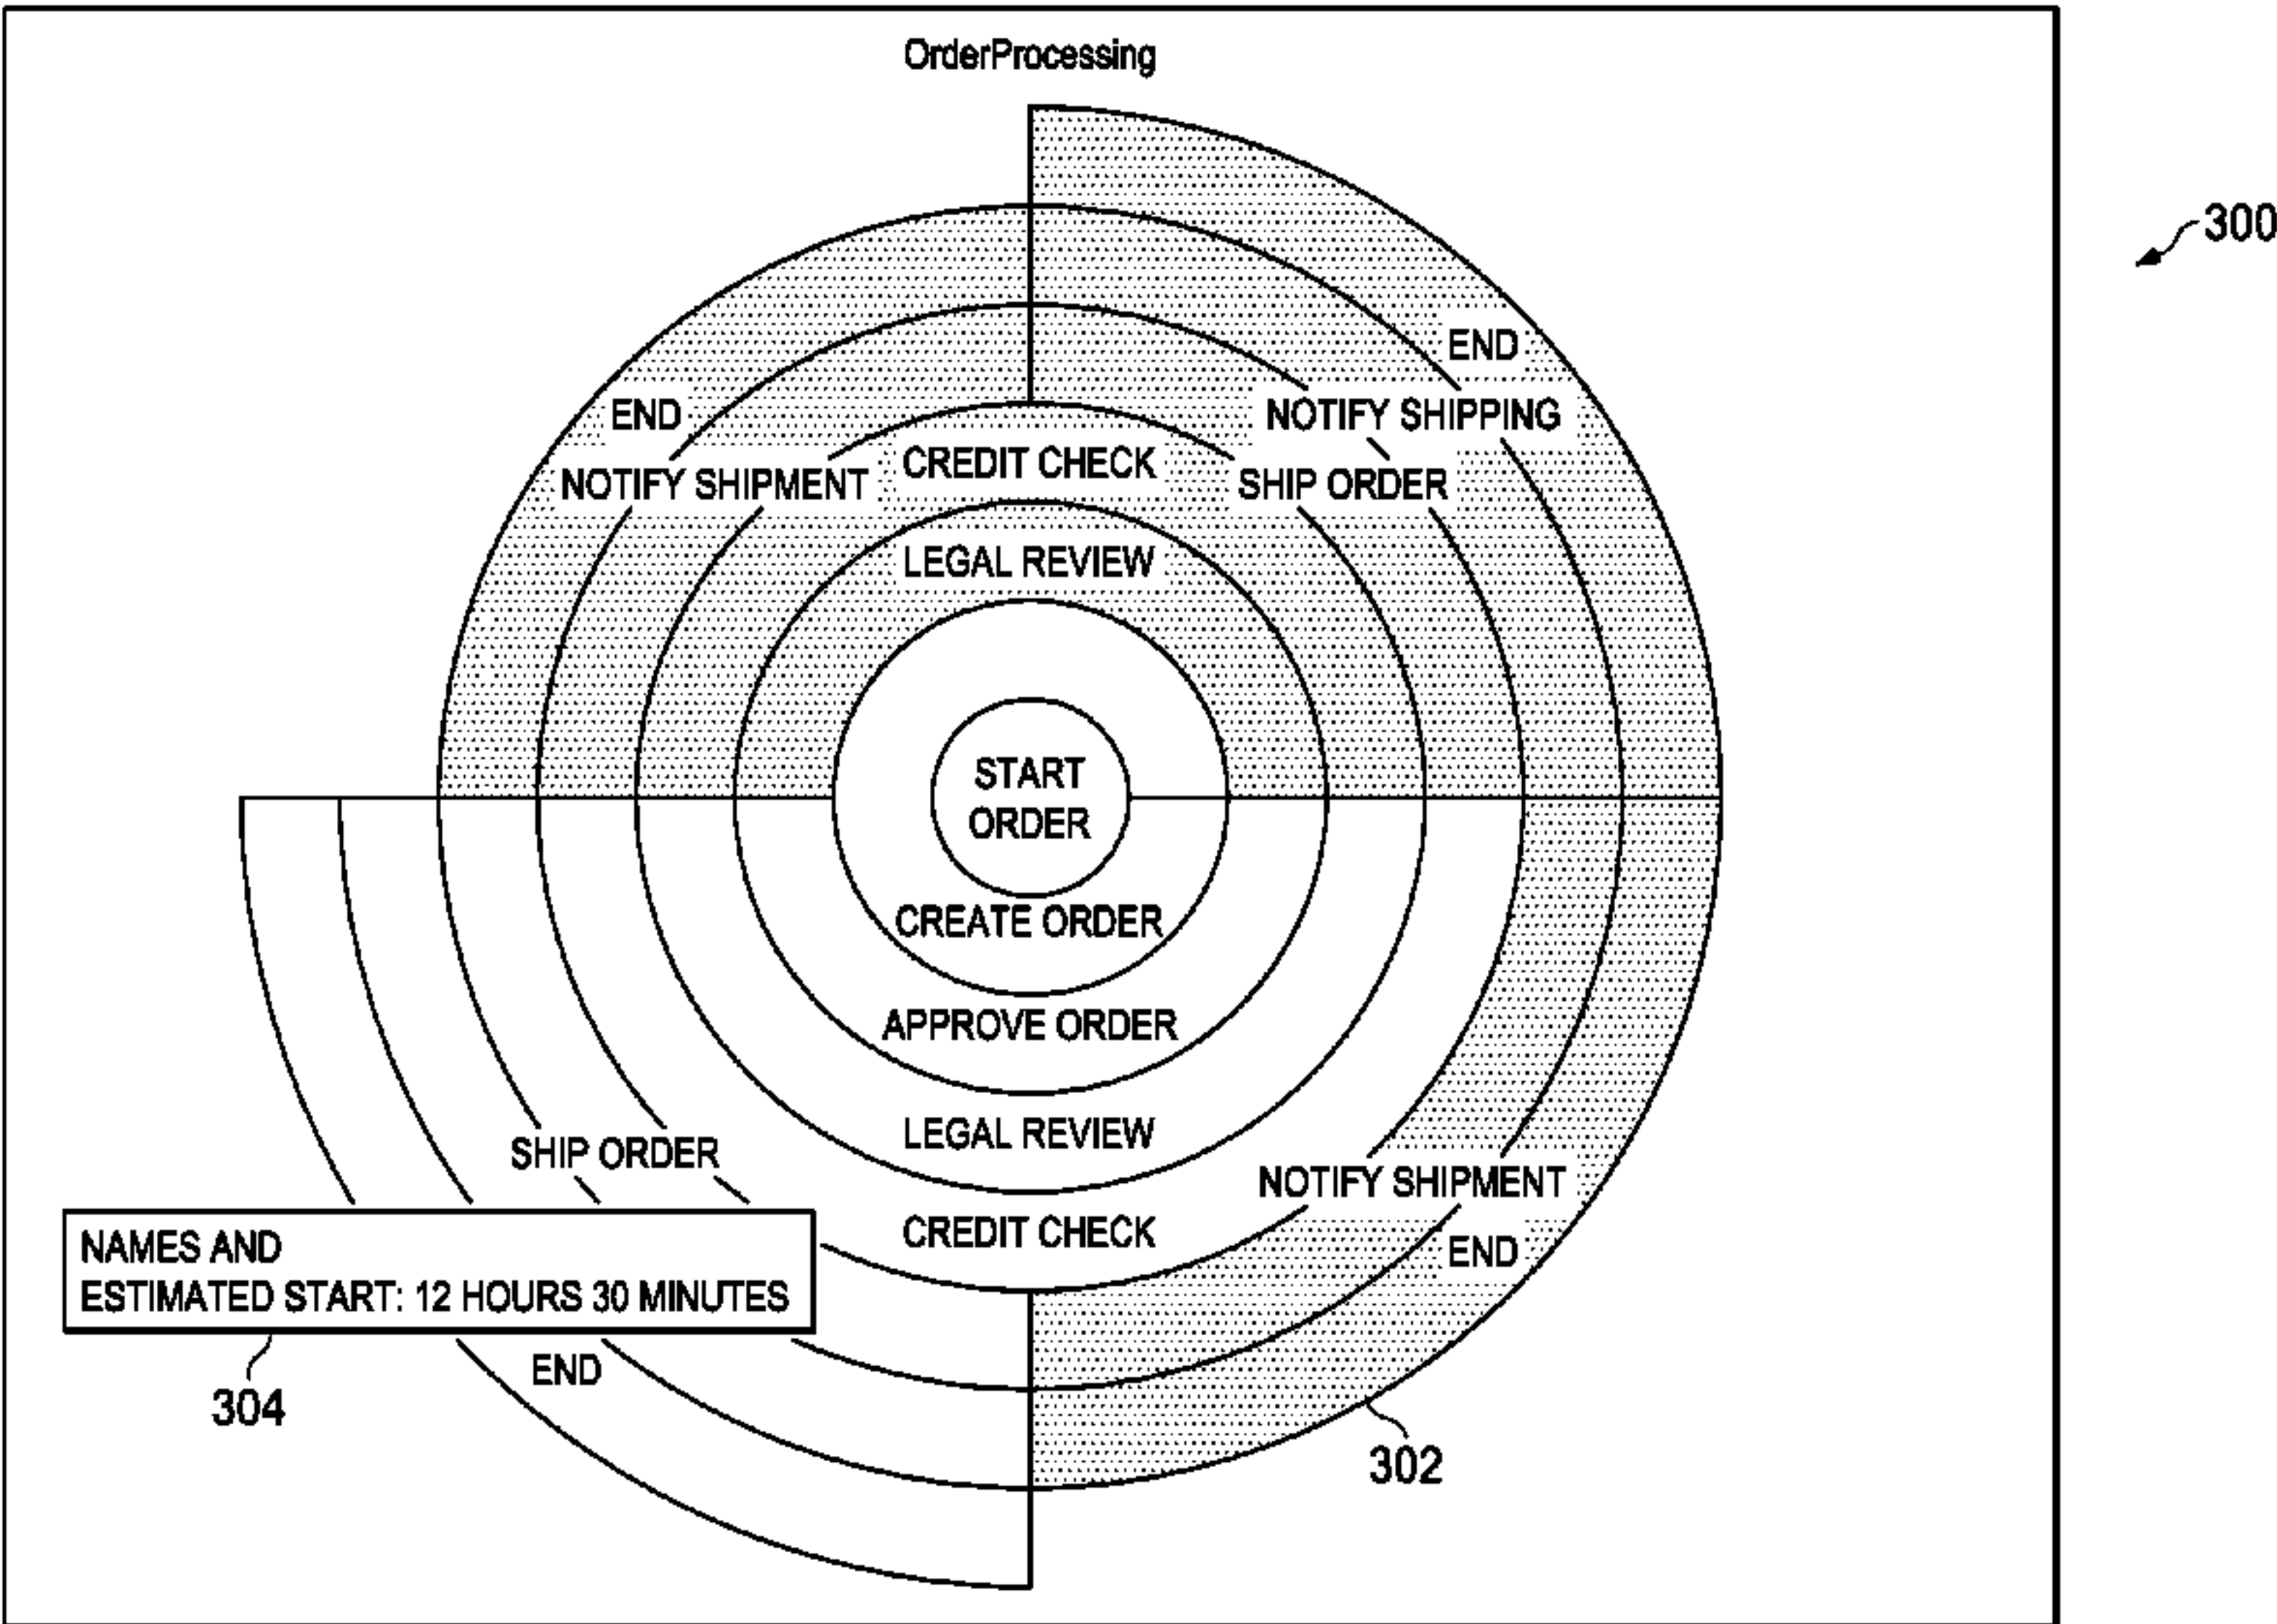 OrderProcessing
300
END
END
NOTIFY SHIPPING
CREDIT CHECK
NOTIFY SHIPMENT
SHIP ORDER
LEGAL REVIEW
START
ORDER
CREATE ORDER
APPROVE ORDER
LEGAL REVIEW
SHIP ORDER
NOTIFY SHIPMENT
CREDIT CHECK
END
NAMES AND
ESTIMATED START: 12 HOURS 30 MINUTES
END
304
302